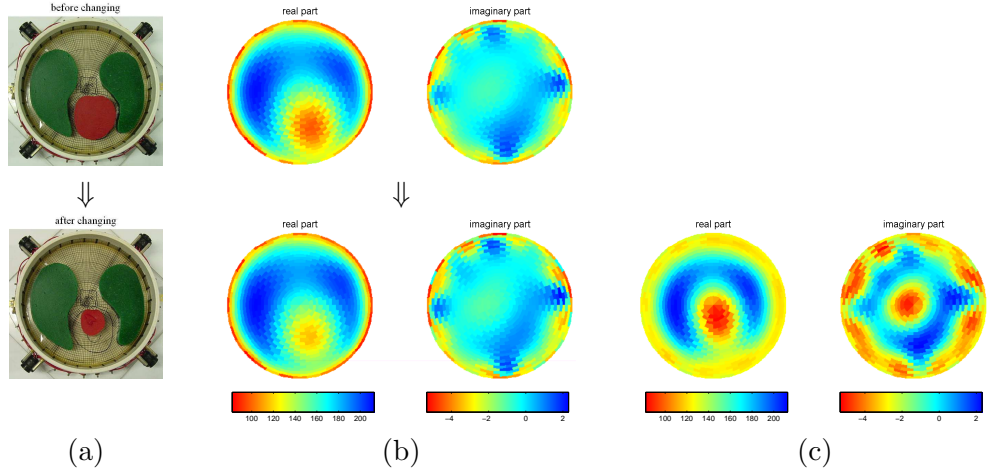 before changing
real part
imaginary part
⇓
⇓
after changing
real part
imaginary part
real part
imaginary part
100 120 140 160 180 200
−4 −2 0 2
100 120 140 160 180 200
−4 −2 0 2
(a)
(b)
(c)